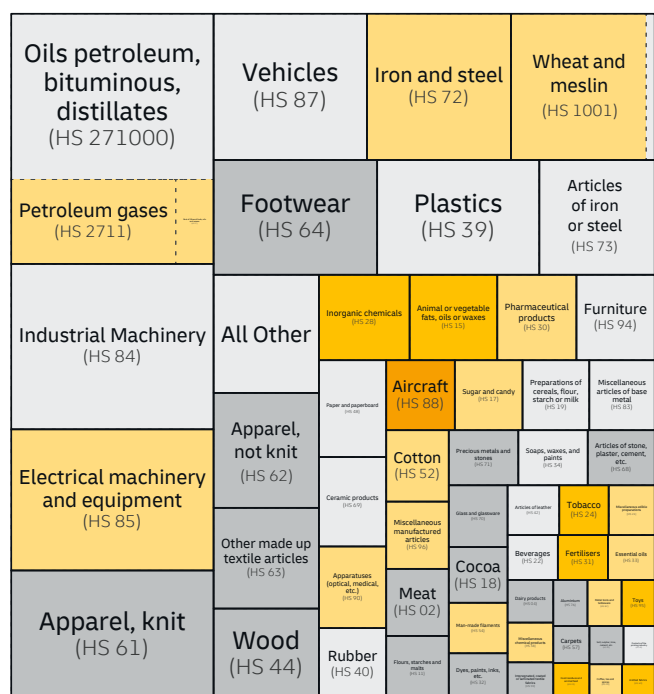 Oils petroleum,
bituminous,
distillates
(HS 271000)
Vehicles
(HS 87)
Iron and steel
(HS 72)
Wheat and
meslin
(HS 1001)
Petroleum gases
(HS 2711)
Footwear
(HS 64)
Plastics
(HS 39)
Articles
of iron
or steel
(HS 73)
Industrial Machinery
(HS 84)
All Other
Inorganic chemicals
(HS 28)
Animal or vegetable
fats, oils or waxes
(HS 15)
Pharmaceutical
products
(HS 30)
Furniture
(HS 94)
Paper and paperboard
(HS 48)
Aircraft
(HS 88)
Sugar and candy
(HS 17)
Preparations of
cereals, flour,
starch or milk
(HS 19)
Miscellaneous
articles of base
metal
(HS 83)
Apparel,
not knit
(HS 62)
Electrical machinery
and equipment
(HS 85)
Cotton
(HS 52)
Precious metals and
stones
(HS 71)
Soaps, waxes, and
paints
(HS 34)
Articles of stone,
plaster, cement,
etc.
(HS 68)
Ceramic products
(HS 69)
Miscellaneous
manufactured
articles
(HS 96)
Glass and glassware
(HS 70)
Articles of leather
(HS 42)
Tobacco
(HS 24)
Other made up
textile articles
(HS 63)
Beverages
(HS 22)
Fertilisers
(HS 31)
Essential oils
(HS 33)
Apparatuses
(optical, medical,
etc.)
(HS 90)
Cocoa
(HS 18)
Apparel, knit
(HS 61)
Meat
(HS 02)
Dairy products
Aluminium
Toys
(HS 95)
Wood
(HS 44)
Man-made filaments
Rubber
(HS 40)
Flours, starches and
malts
(HS 11)
Dyes, paints, inks,
etc.
(HS 32)
Miscellaneous
chemical products
Carpets
(HS 57)